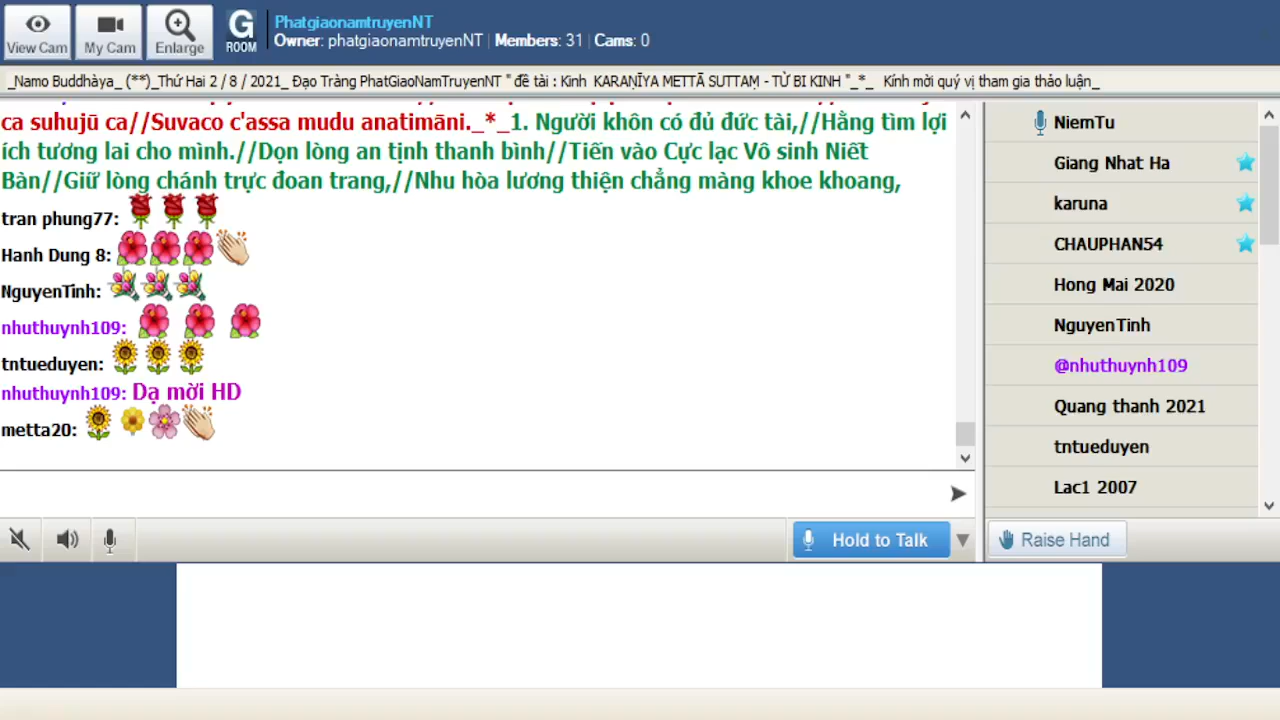 View Cam
My Cam
Enlarge
G
ROOM
PhatgiaonamtruyenNT
Owner: phatgiaonamtruyenNT | Members: 31 | Cams: 0
_Namo Buddhàya_ (**)_Thứ Hai 2 / 8 / 2021_ Đạo Tràng PhatGiaoNamTruyenNT " đề tài : Kinh KARAṆĪYA METTĀ SUTTAṂ - TỪ BI KINH "_*_ Kính mời quý vị tham gia thảo luận_
ca suhujū ca//Suvaco c'assa mudu anatimāni._*_1. Người khôn có đủ đức tài,//Hằng tìm lợi
ích tương lai cho mình.//Dọn lòng an tịnh thanh bình//Tiến vào Cực lạc Vô sinh Niết
Bàn//Giữ lòng chánh trực đoan trang,//Nhu hòa lương thiện chẳng màng khoe khoang,
tran phung77:
Hanh Dung 8:
NguyenTinh:
nhuthuynh109:
tntueduyen:
nhuthuynh109: Dạ mời HD
metta20:
Hold to Talk
NiemTu
Giang Nhat Ha
karuna
CHAUPHAN54
Hong Mai 2020
NguyenTinh
@nhuthuynh109
Quang thanh 2021
tntueduyen
Lac1 2007
Raise Hand